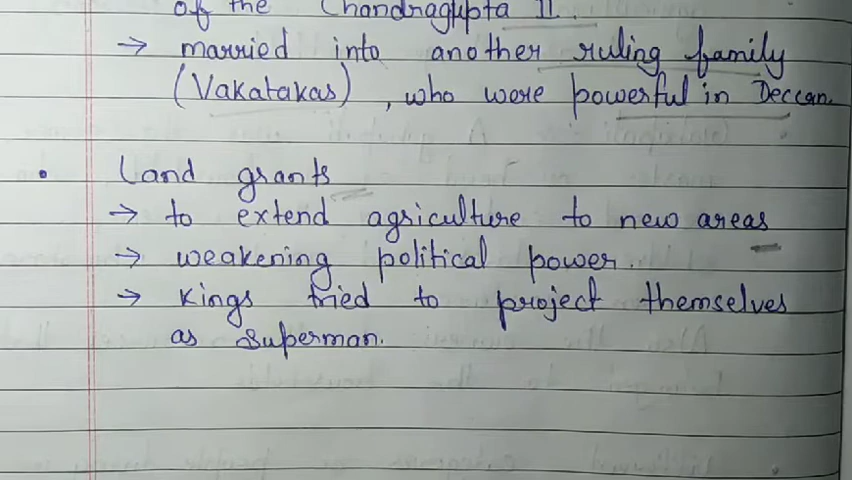 of the Chandragupta II.
→ married into another ruling family
(Vakatakas), who were powerful in Deccan.
• Land grants
→ to extend agriculture to new areas
→ weakening political power.
→ Kings tried to project themselves
as superman.